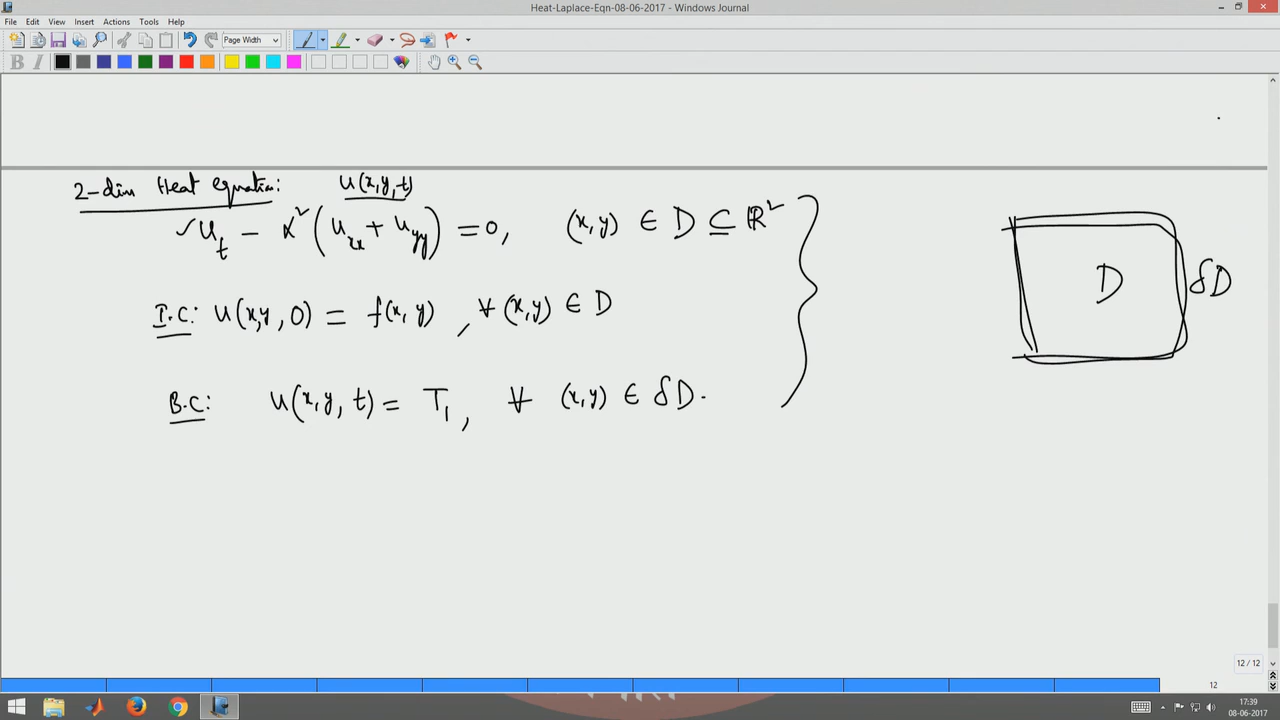 Heat-Laplace-Eqn-08-06-2017 - Windows Journal
File Edit View Insert Actions Tools Help
Page Width
B I
2-dim Heat equation: u(x,y,t)
✓u_t - α²(u_xx + u_yy) = 0, (x,y) ∈ D ⊆ ℝ²
I.C: u(x,y,0) = f(x,y), ∀ (x,y) ∈ D
D δD
B.C: u(x,y,t) = T₁, ∀ (x,y) ∈ δD.
12 / 12
12
17:39
08-06-2017